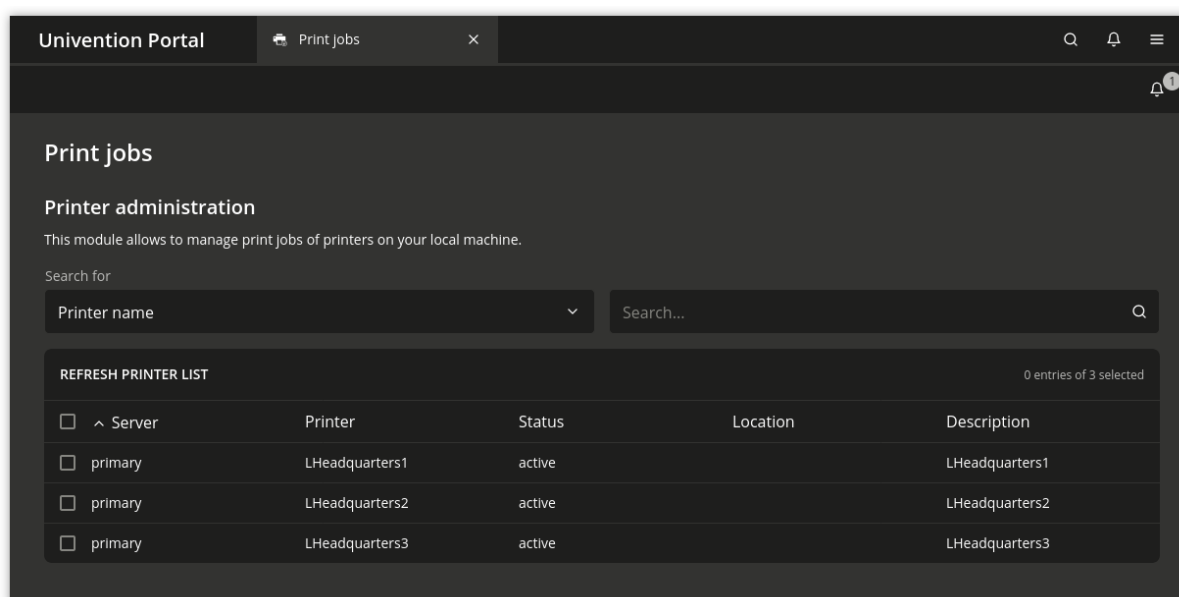 Univention Portal Print jobs
1
Print jobs
Printer administration
This module allows to manage print jobs of printers on your local machine.
Search for
Printer name Search...
REFRESH PRINTER LIST 0 entries of 3 selected
Server Printer Status Location Description
primary LHeadquarters1 active LHeadquarters1
primary LHeadquarters2 active LHeadquarters2
primary LHeadquarters3 active LHeadquarters3